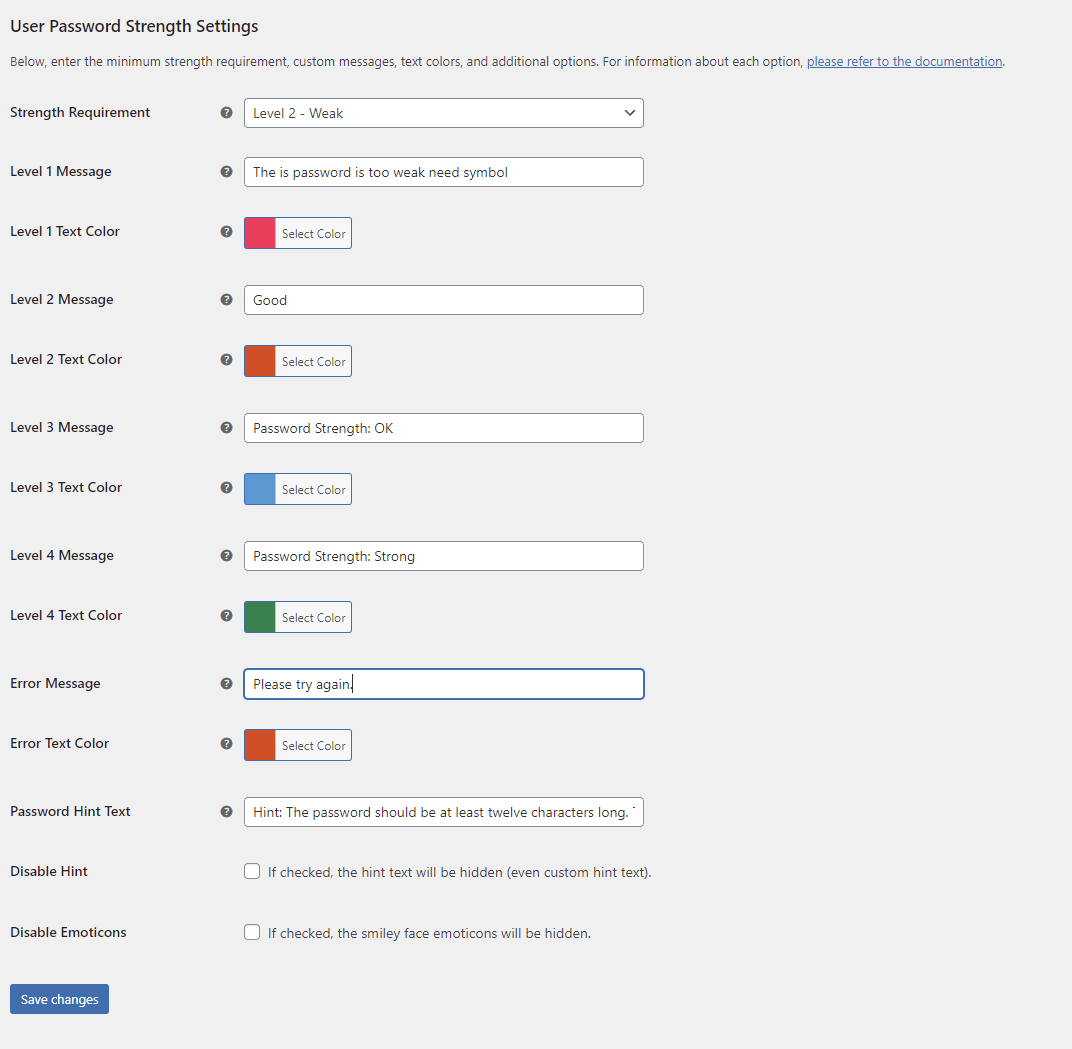 User Password Strength Settings
Below, enter the minimum strength requirement, custom messages, text colors, and additional options. For information about each option, please refer to the documentation.
Strength Requirement ? Level 2 - Weak
Level 1 Message ? The is password is too weak need symbol
Level 1 Text Color ? Select Color
Level 2 Message ? Good
Level 2 Text Color ? Select Color
Level 3 Message ? Password Strength: OK
Level 3 Text Color ? Select Color
Level 4 Message ? Password Strength: Strong
Level 4 Text Color ? Select Color
Error Message ? Please try again.
Error Text Color ? Select Color
Password Hint Text ? Hint: The password should be at least twelve characters long.
Disable Hint If checked, the hint text will be hidden (even custom hint text).
Disable Emoticons If checked, the smiley face emoticons will be hidden.
Save changes